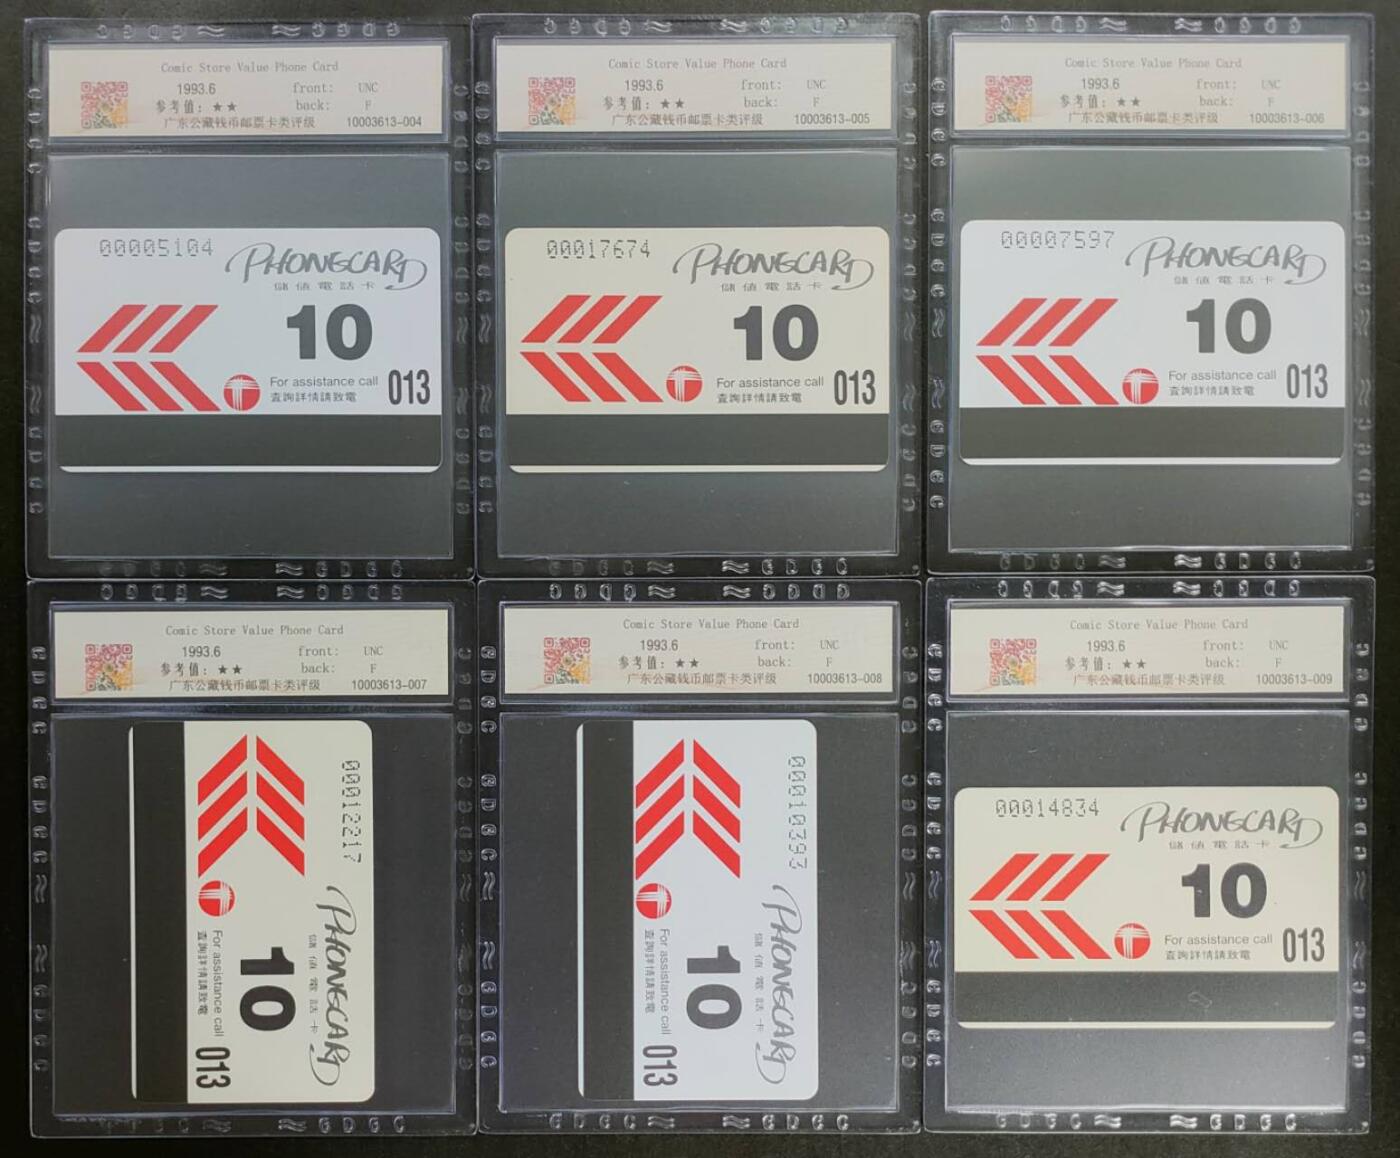 Comic Store Value Phone Card
1993.6 front: UNC
参考值：★★ back: F
广东公藏钱币邮票卡类评级 10003613-004
00005104
PHONECARD
儲值電話卡
10
For assistance call
查詢詳情請致電
013
Comic Store Value Phone Card
1993.6 front: UNC
参考值：★★ back: F
广东公藏钱币邮票卡类评级 10003613-005
00017674
PHONECARD
儲值電話卡
10
For assistance call
查詢詳情請致電
013
Comic Store Value Phone Card
1993.6 front: UNC
参考值：★★ back: F
广东公藏钱币邮票卡类评级 10003613-006
00007597
PHONECARD
儲值電話卡
10
For assistance call
查詢詳情請致電
013
Comic Store Value Phone Card
1993.6 front: UNC
参考值：★★ back: F
广东公藏钱币邮票卡类评级 10003613-007
00012217
PHONECARD
儲值電話卡
10
For assistance call
查詢詳情請致電
013
Comic Store Value Phone Card
1993.6 front: UNC
参考值：★★ back: F
广东公藏钱币邮票卡类评级 10003613-008
00010393
PHONECARD
儲值電話卡
10
For assistance call
查詢詳情請致電
013
Comic Store Value Phone Card
1993.6 front: UNC
参考值：★★ back: F
广东公藏钱币邮票卡类评级 10003613-009
00014834
PHONECARD
儲值電話卡
10
For assistance call
查詢詳情請致電
013